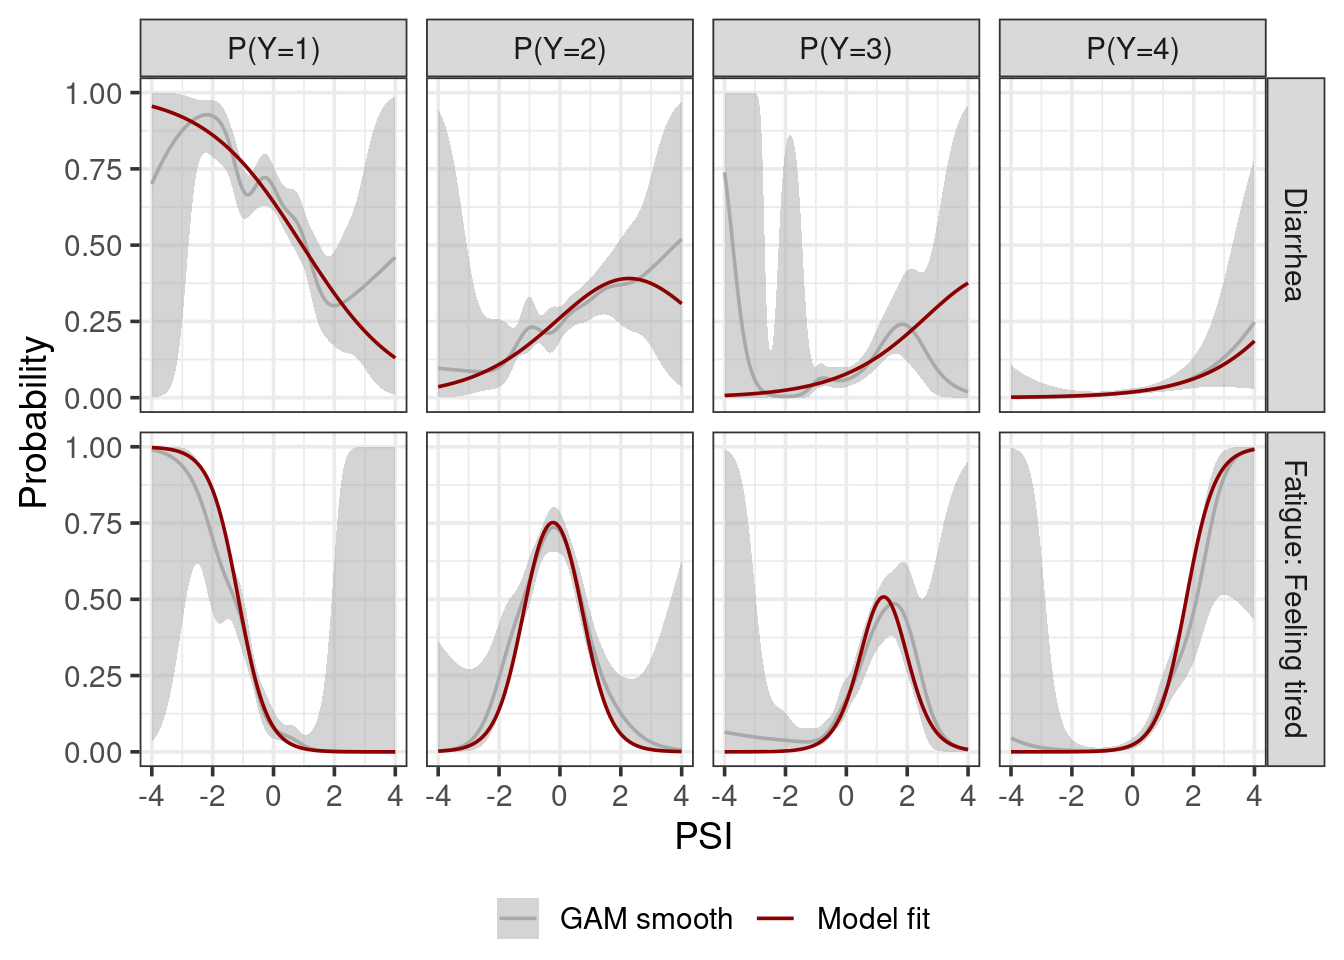 P(Y=1) P(Y=2) P(Y=3) P(Y=4)
1.00
0.75
0.50
0.25
0.00
Diarrhea
1.00
0.75
0.50
0.25
0.00
Fatigue: Feeling tired
Probability
-4 -2 0 2 4 -4 -2 0 2 4 -4 -2 0 2 4 -4 -2 0 2 4
PSI
GAM smooth Model fit